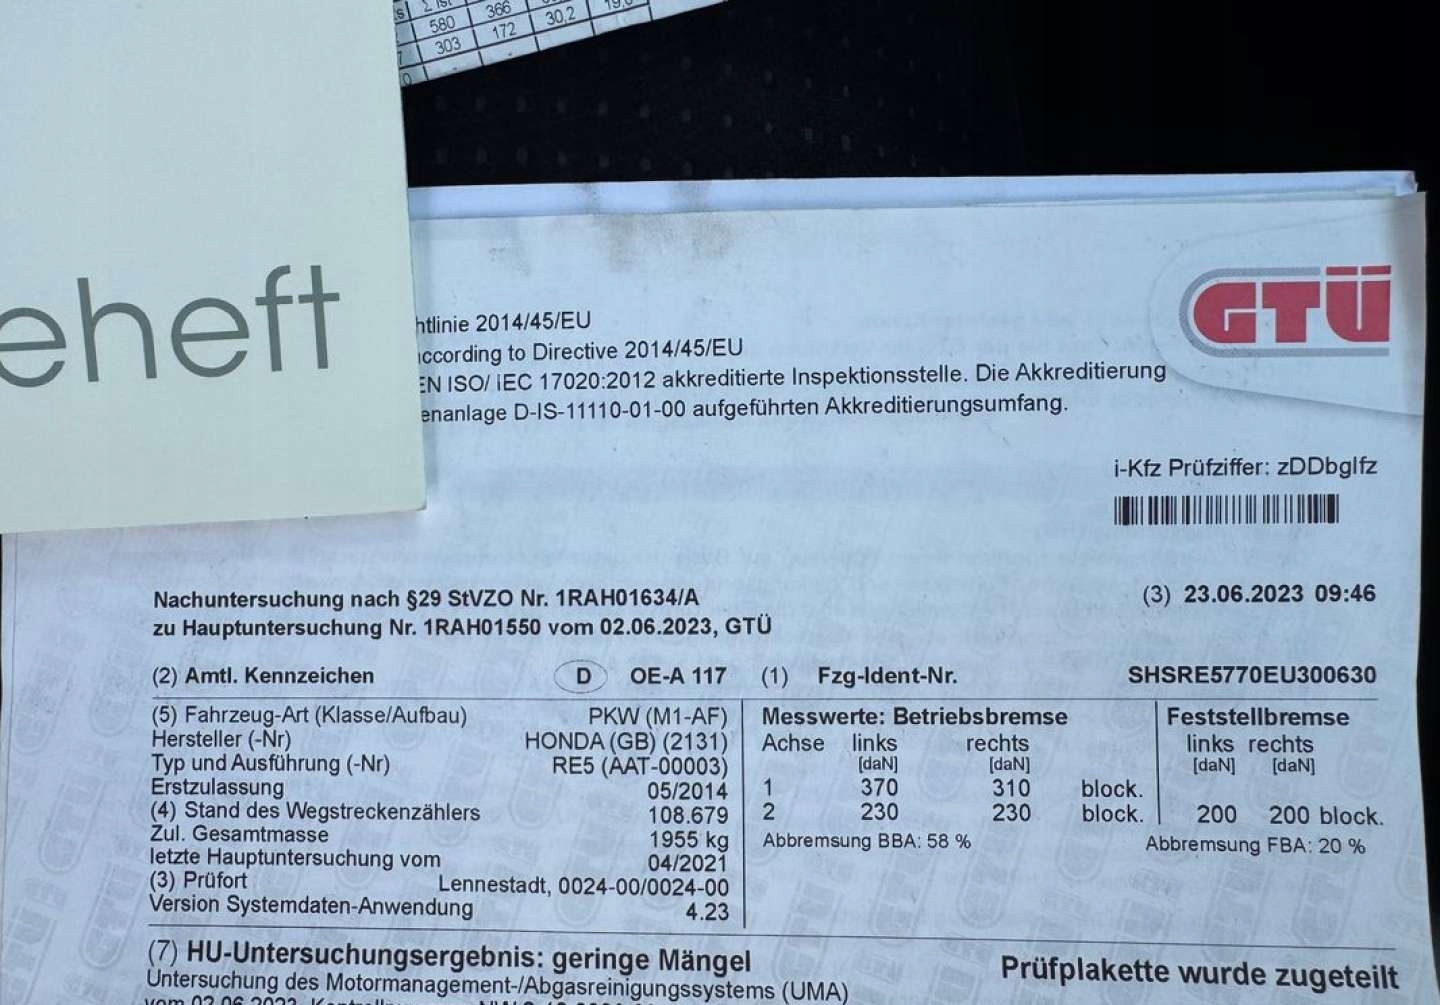 580 366 30,2
303 172
eheft
GTÜ
htlinie 2014/45/EU
according to Directive 2014/45/EU
EN ISO/ IEC 17020:2012 akkreditierte Inspektionsstelle. Die Akkreditierung
enanlage D-IS-11110-01-00 aufgeführten Akkreditierungsumfang.
i-Kfz Prüfziffer: zDDbglfz
Nachuntersuchung nach §29 StVZO Nr. 1RAH01634/A (3) 23.06.2023 09:46
zu Hauptuntersuchung Nr. 1RAH01550 vom 02.06.2023, GTÜ
(2) Amtl. Kennzeichen D OE-A 117 (1) Fzg-Ident-Nr. SHSRE5770EU300630
(5) Fahrzeug-Art (Klasse/Aufbau) PKW (M1-AF)
Hersteller (-Nr) HONDA (GB) (2131)
Typ und Ausführung (-Nr) RE5 (AAT-00003)
Erstzulassung 05/2014
(4) Stand des Wegstreckenzählers 108.679
Zul. Gesamtmasse 1955 kg
letzte Hauptuntersuchung vom 04/2021
(3) Prüfort Lennestadt, 0024-00/0024-00
Version Systemdaten-Anwendung 4.23
Messwerte: Betriebsbremse
Achse links rechts
[daN] [daN]
1 370 310 block.
2 230 230 block.
Abbremsung BBA: 58 %
Feststellbremse
links rechts
[daN] [daN]
200 200 block.
Abbremsung FBA: 20 %
(7) HU-Untersuchungsergebnis: geringe Mängel Prüfplakette wurde zugeteilt
Untersuchung des Motormanagement-/Abgasreinigungssystems (UMA)
vom 02.06.2023